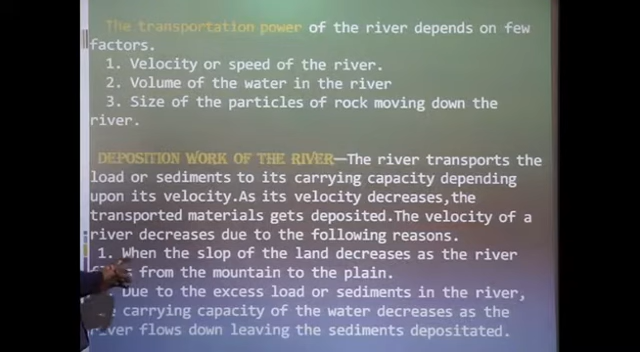 The transportation power of the river depends on few
factors.
1. Velocity or speed of the river.
2. Volume of the water in the river
3. Size of the particles of rock moving down the
river.
DEPOSITION WORK OF THE RIVER—The river transports the
load or sediments to its carrying capacity depending
upon its velocity.As its velocity decreases,the
transported materials gets deposited.The velocity of a
river decreases due to the following reasons.
1. When the slop of the land decreases as the river
from the mountain to the plain.
Due to the excess load or sediments in the river,
carrying capacity of the water decreases as the
river flows down leaving the sediments depositated.